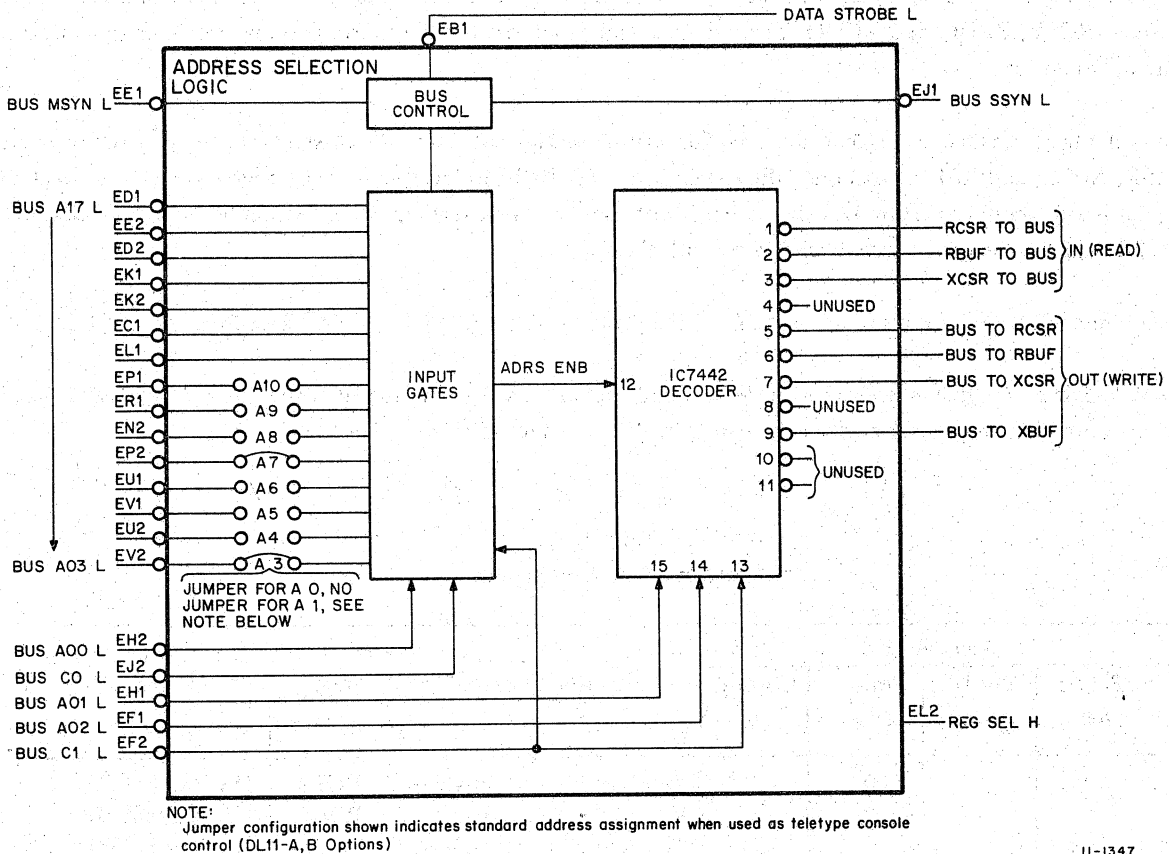 DATA STROBE L
EB1
ADDRESS SELECTION
LOGIC
BUS MSYN L
EE1
BUS
CONTROL
EJ1
BUS SSYN L
BUS A17 L
ED1
EE2
ED2
EK1
EK2
EC1
EL1
EP1
A10
ER1
A9
EN2
A8
EP2
A7
EU1
A6
EV1
A5
EU2
A4
BUS A03 L
EV2
A 3
JUMPER FOR A 0, NO
JUMPER FOR A 1, SEE
NOTE BELOW
INPUT
GATES
ADRS ENB
12
IC7442
DECODER
1
RCSR TO BUS
2
RBUF TO BUS
3
XCSR TO BUS
IN (READ)
4
UNUSED
5
BUS TO RCSR
6
BUS TO RBUF
7
BUS TO XCSR
OUT (WRITE)
8
UNUSED
9
BUS TO XBUF
10
11
UNUSED
15 14 13
BUS A00 L
EH2
BUS C0 L
EJ2
BUS A01 L
EH1
BUS A02 L
EF1
BUS C1 L
EF2
EL2
REG SEL H
NOTE:
Jumper configuration shown indicates standard address assignment when used as teletype console
control (DL11-A, B Options)
11-1347